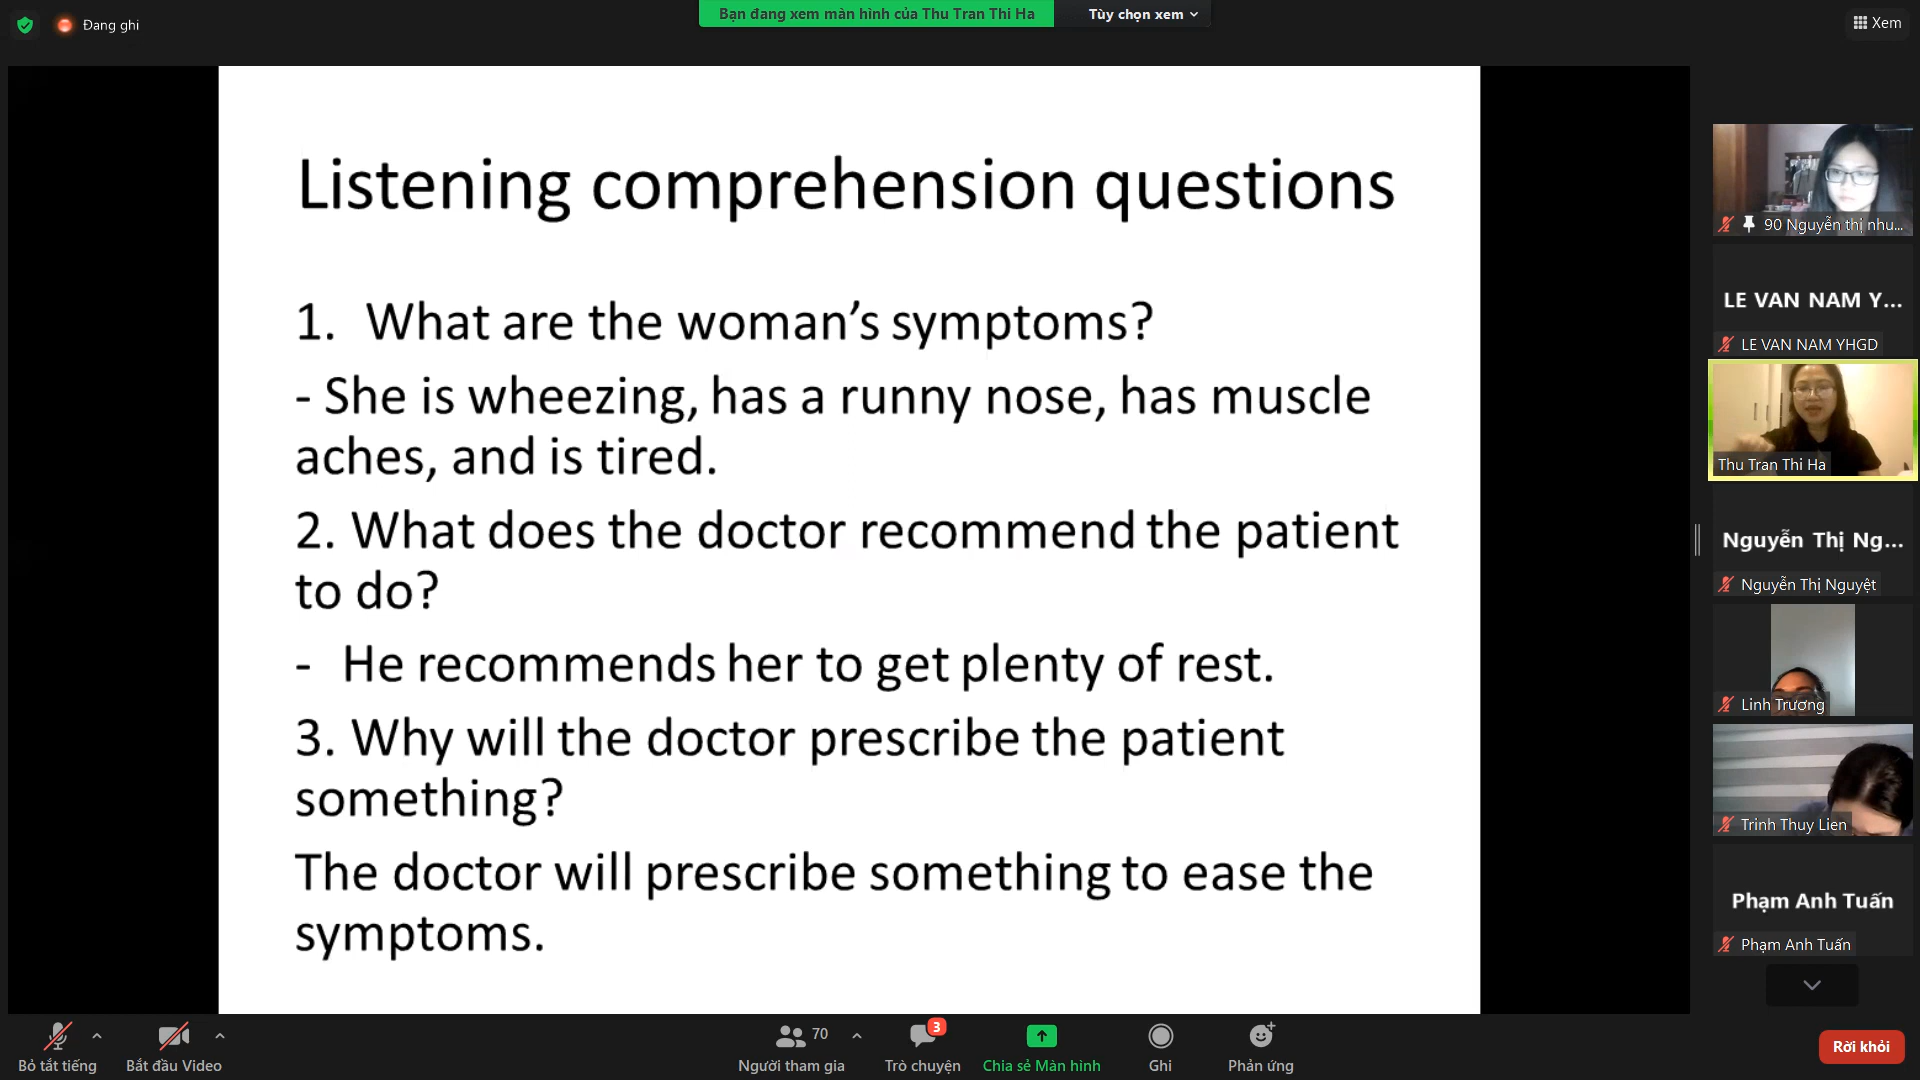 Đang ghi
Bạn đang xem màn hình của Thu Tran Thi Ha
Tùy chọn xem
Xem
Listening comprehension questions
1. What are the woman's symptoms?
- She is wheezing, has a runny nose, has muscle
aches, and is tired.
2. What does the doctor recommend the patient
to do?
- He recommends her to get plenty of rest.
3. Why will the doctor prescribe the patient
something?
The doctor will prescribe something to ease the
symptoms.
90 Nguyễn thị nhu...
LE VAN NAM Y...
LE VAN NAM YHGD
Thu Tran Thi Ha
Nguyễn Thị Ng...
Nguyễn Thị Nguyệt
Linh Trương
Trinh Thuy Lien
Phạm Anh Tuấn
Phạm Anh Tuấn
Bỏ tắt tiếng
Bắt đầu Video
70
Người tham gia
3
Trò chuyện
Chia sẻ Màn hình
Ghi
Phản ứng
Rời khỏi